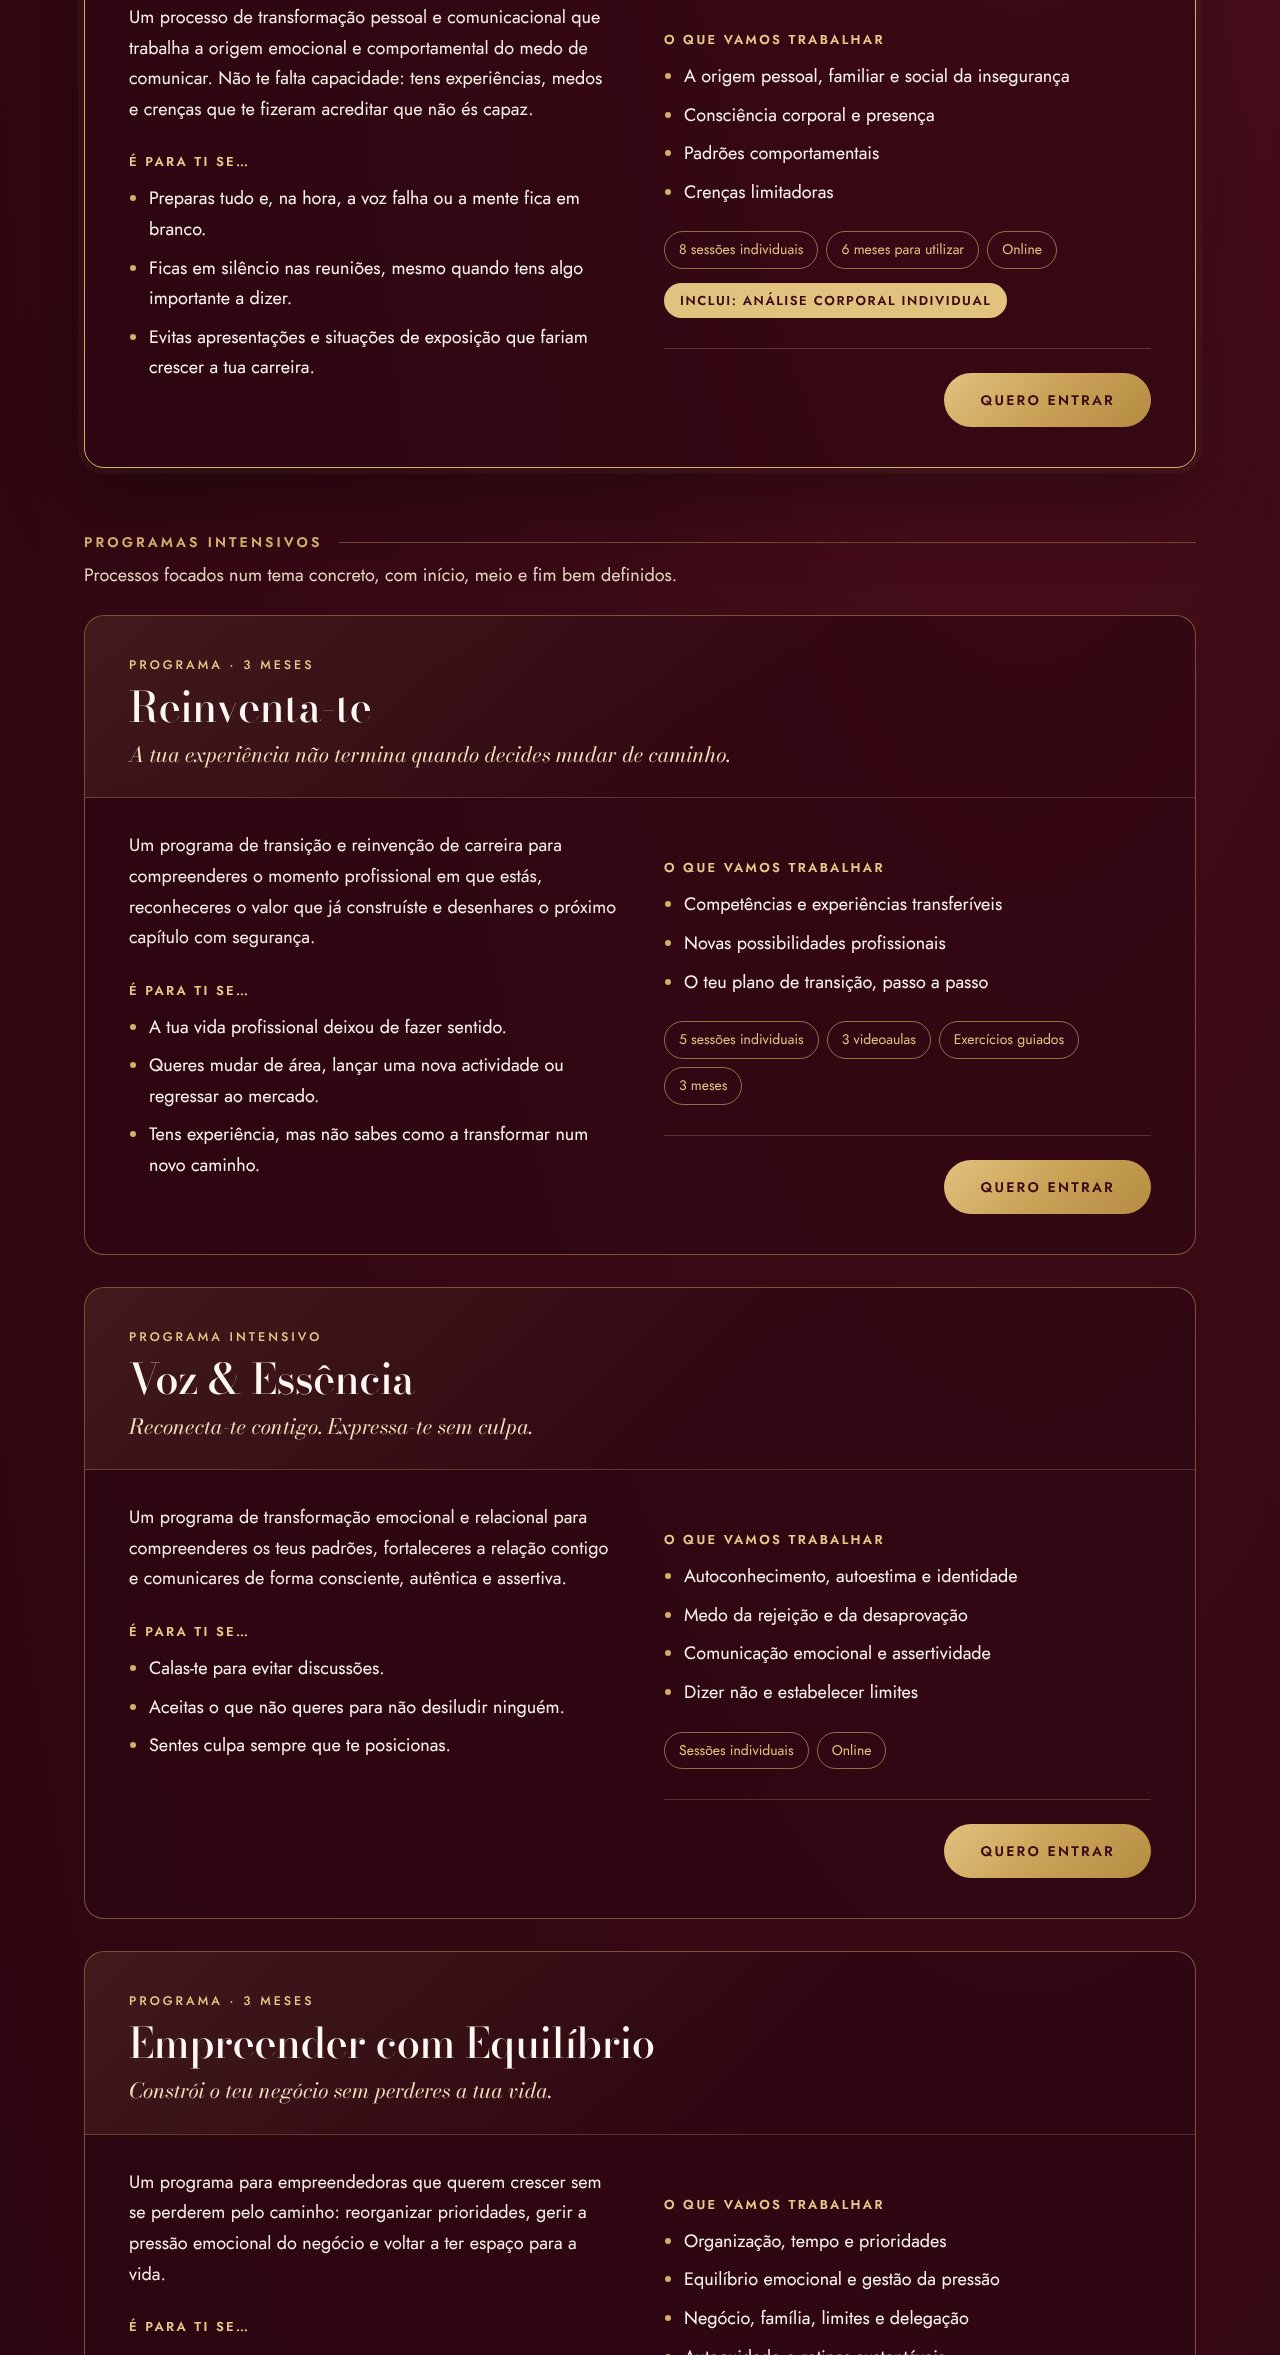 Um processo de transformação pessoal e comunicacional que
trabalha a origem emocional e comportamental do medo de
comunicar. Não te falta capacidade: tens experiências, medos
e crenças que te fizeram acreditar que não és capaz.
É PARA TI SE…
Preparas tudo e, na hora, a voz falha ou a mente fica em
branco.
Ficas em silêncio nas reuniões, mesmo quando tens algo
importante a dizer.
Evitas apresentações e situações de exposição que fariam
crescer a tua carreira.
O QUE VAMOS TRABALHAR
A origem pessoal, familiar e social da insegurança
Consciência corporal e presença
Padrões comportamentais
Crenças limitadoras
8 sessões individuais
6 meses para utilizar
Online
INCLUI: ANÁLISE CORPORAL INDIVIDUAL
QUERO ENTRAR
PROGRAMAS INTENSIVOS
Processos focados num tema concreto, com início, meio e fim bem definidos.
PROGRAMA · 3 MESES
Reinventa-te
A tua experiência não termina quando decides mudar de caminho.
Um programa de transição e reinvenção de carreira para
compreenderes o momento profissional em que estás,
reconheceres o valor que já construíste e desenhares o próximo
capítulo com segurança.
É PARA TI SE…
A tua vida profissional deixou de fazer sentido.
Queres mudar de área, lançar uma nova actividade ou
regressar ao mercado.
Tens experiência, mas não sabes como a transformar num
novo caminho.
O QUE VAMOS TRABALHAR
Competências e experiências transferíveis
Novas possibilidades profissionais
O teu plano de transição, passo a passo
5 sessões individuais
3 videoaulas
Exercícios guiados
3 meses
QUERO ENTRAR
PROGRAMA INTENSIVO
Voz & Essência
Reconecta-te contigo. Expressa-te sem culpa.
Um programa de transformação emocional e relacional para
compreenderes os teus padrões, fortaleceres a relação contigo
e comunicares de forma consciente, autêntica e assertiva.
É PARA TI SE…
Calas-te para evitar discussões.
Aceitas o que não queres para não desiludir ninguém.
Sentes culpa sempre que te posicionas.
O QUE VAMOS TRABALHAR
Autoconhecimento, autoestima e identidade
Medo da rejeição e da desaprovação
Comunicação emocional e assertividade
Dizer não e estabelecer limites
Sessões individuais
Online
QUERO ENTRAR
PROGRAMA · 3 MESES
Empreender com Equilíbrio
Constrói o teu negócio sem perderes a tua vida.
Um programa para empreendedoras que querem crescer sem
se perderem pelo caminho: reorganizar prioridades, gerir a
pressão emocional do negócio e voltar a ter espaço para a
vida.
É PARA TI SE…
O QUE VAMOS TRABALHAR
Organização, tempo e prioridades
Equilíbrio emocional e gestão da pressão
Negócio, família, limites e delegação